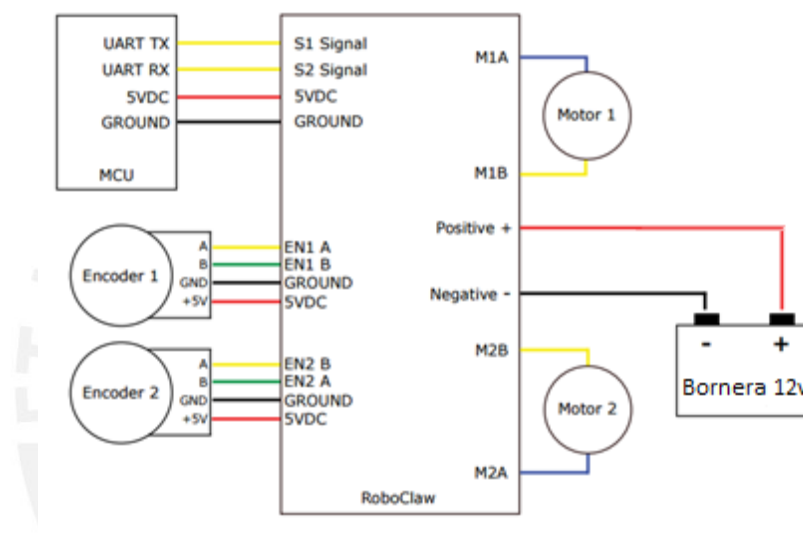 UART TX
UART RX
5VDC
GROUND
MCU
S1 Signal
S2 Signal
5VDC
GROUND
M1A
Motor 1
M1B
Positive +
Negative -
- +
Bornera 12v
Encoder 1
A
B
GND
+5V
EN1 A
EN1 B
GROUND
5VDC
Encoder 2
A
B
GND
+5V
EN2 B
EN2 A
GROUND
5VDC
M2B
Motor 2
M2A
RoboClaw